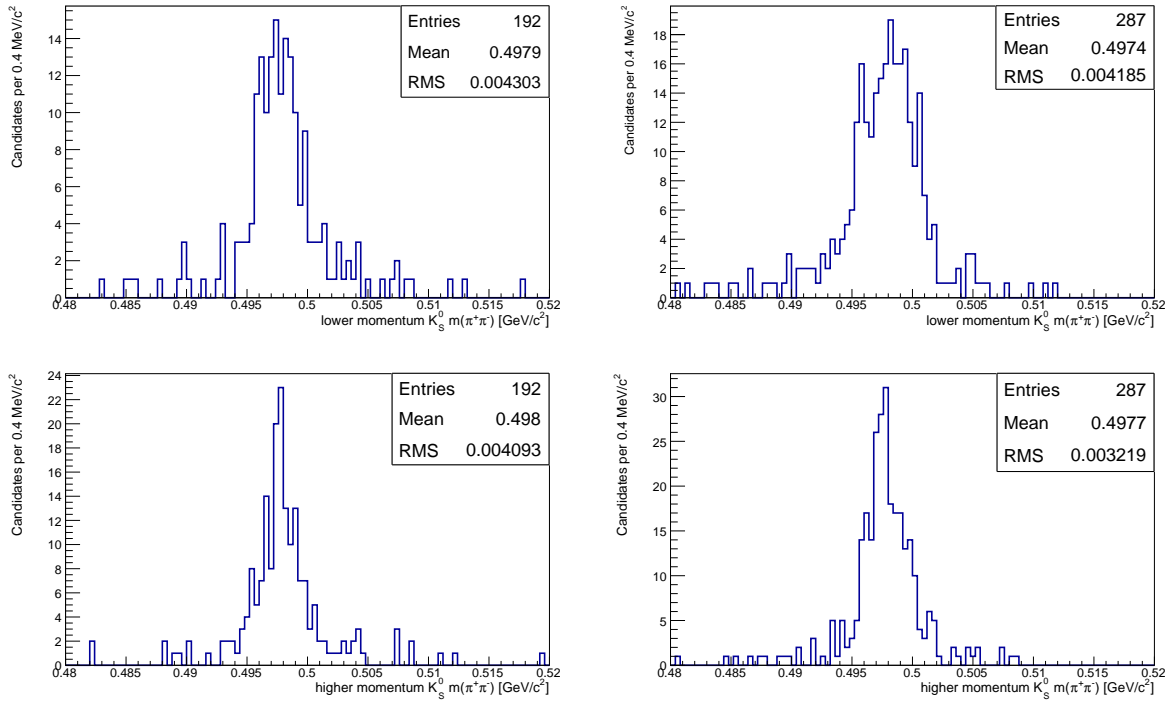 Candidates per 0.4 MeV/c²
14
12
10
8
6
4
2
0
Entries 192
Mean 0.4979
RMS 0.004303
0.48 0.485 0.49 0.495 0.5 0.505 0.51 0.515 0.52
lower momentum K⁰_S m(π⁺π⁻) [GeV/c²]
Candidates per 0.4 MeV/c²
18
16
14
12
10
8
6
4
2
0
Entries 287
Mean 0.4974
RMS 0.004185
0.48 0.485 0.49 0.495 0.5 0.505 0.51 0.515 0.52
lower momentum K⁰_S m(π⁺π⁻) [GeV/c²]
Candidates per 0.4 MeV/c²
24
22
20
18
16
14
12
10
8
6
4
2
0
Entries 192
Mean 0.498
RMS 0.004093
0.48 0.485 0.49 0.495 0.5 0.505 0.51 0.515 0.52
higher momentum K⁰_S m(π⁺π⁻) [GeV/c²]
Candidates per 0.4 MeV/c²
30
25
20
15
10
5
0
Entries 287
Mean 0.4977
RMS 0.003219
0.48 0.485 0.49 0.495 0.5 0.505 0.51 0.515 0.52
higher momentum K⁰_S m(π⁺π⁻) [GeV/c²]